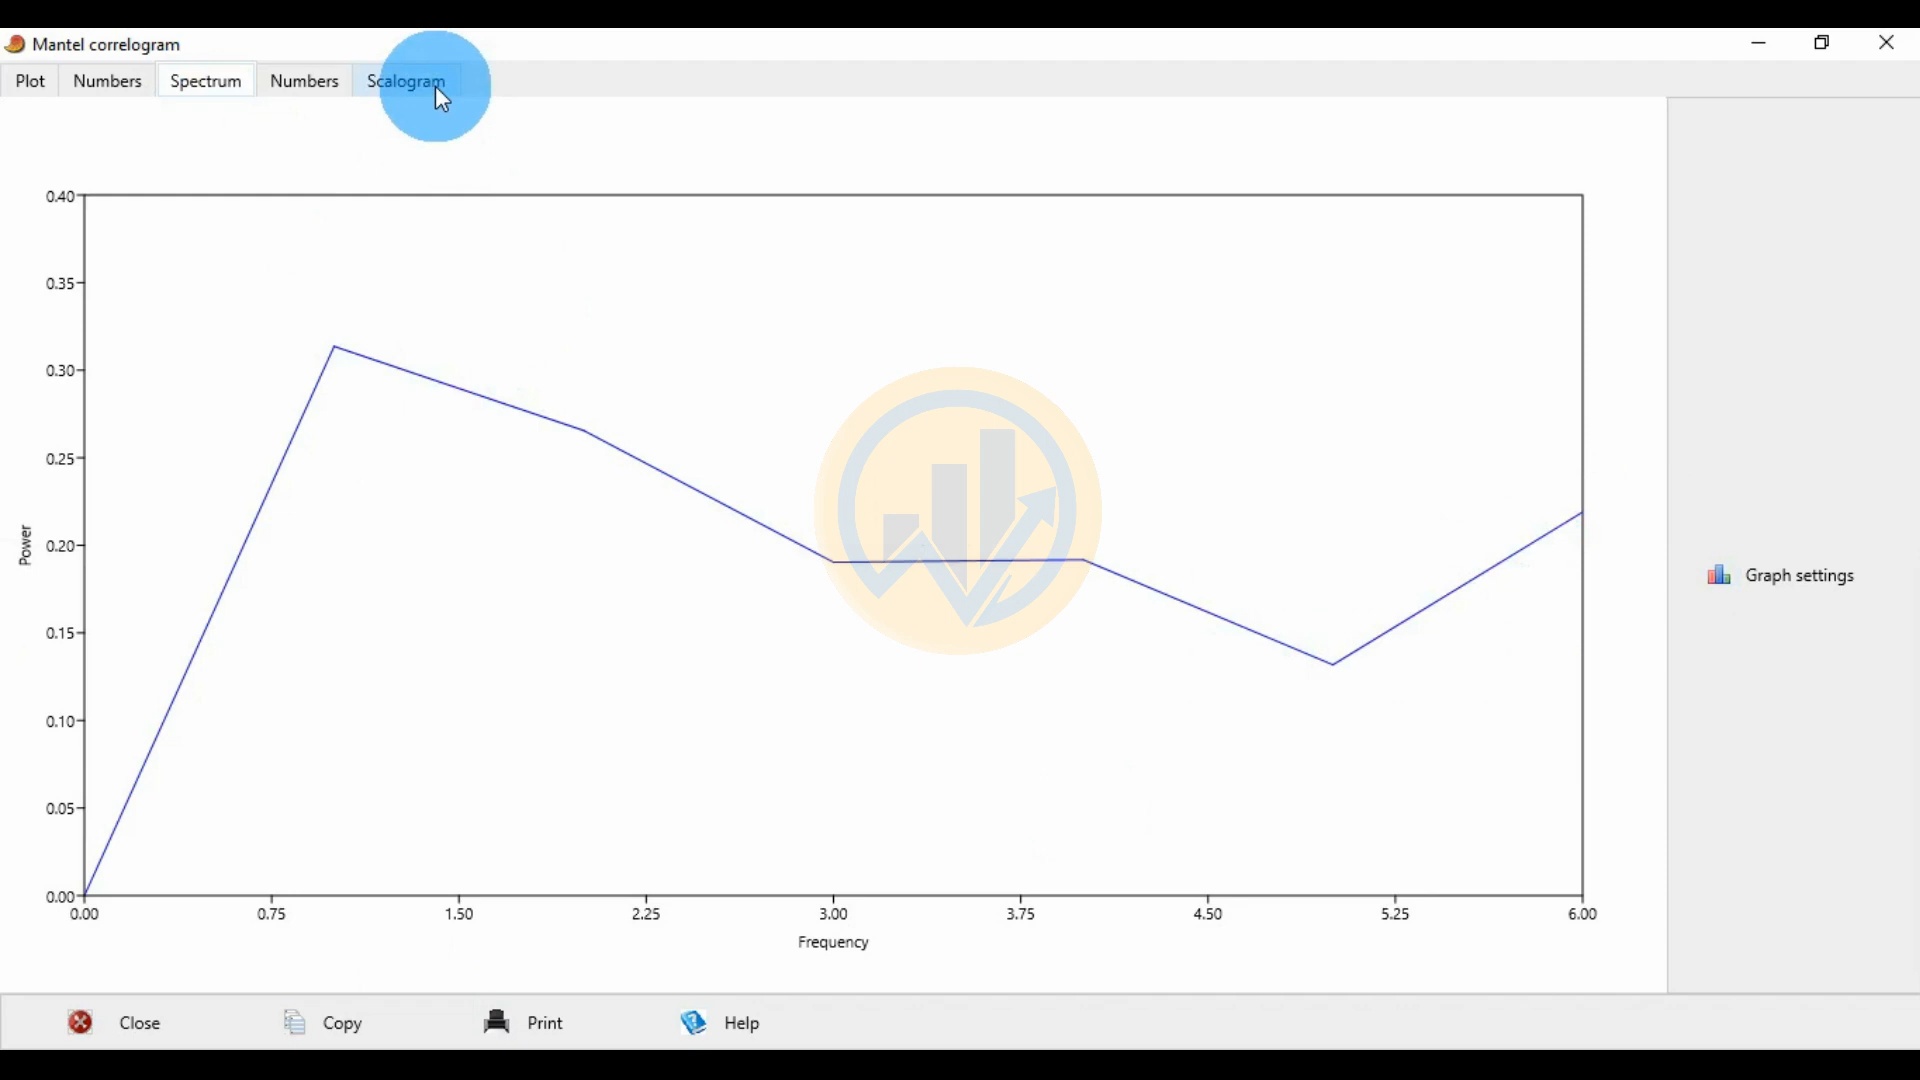 Mantel correlogram
Plot Numbers Spectrum Numbers Scalogram
0.40
0.35
0.30
0.25
0.20
0.15
0.10
0.05
0.00
Power
0.00 0.75 1.50 2.25 3.00 3.75 4.50 5.25 6.00
Frequency
Graph settings
Close Copy Print Help